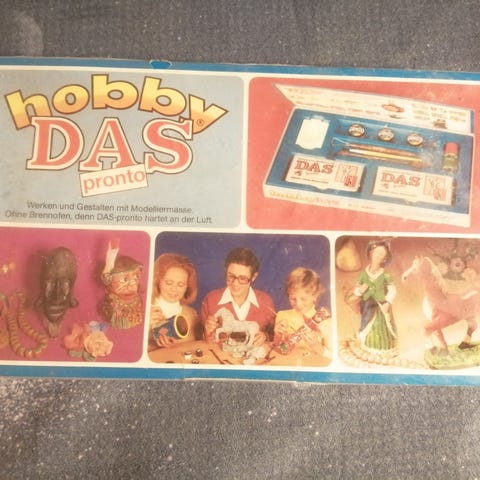 hobby®
DAS
pronto
Werken und Gestalten mit Modelliermasse.
Ohne Brennofen, denn DAS-pronto härtet an der Luft.
DAS
DAS